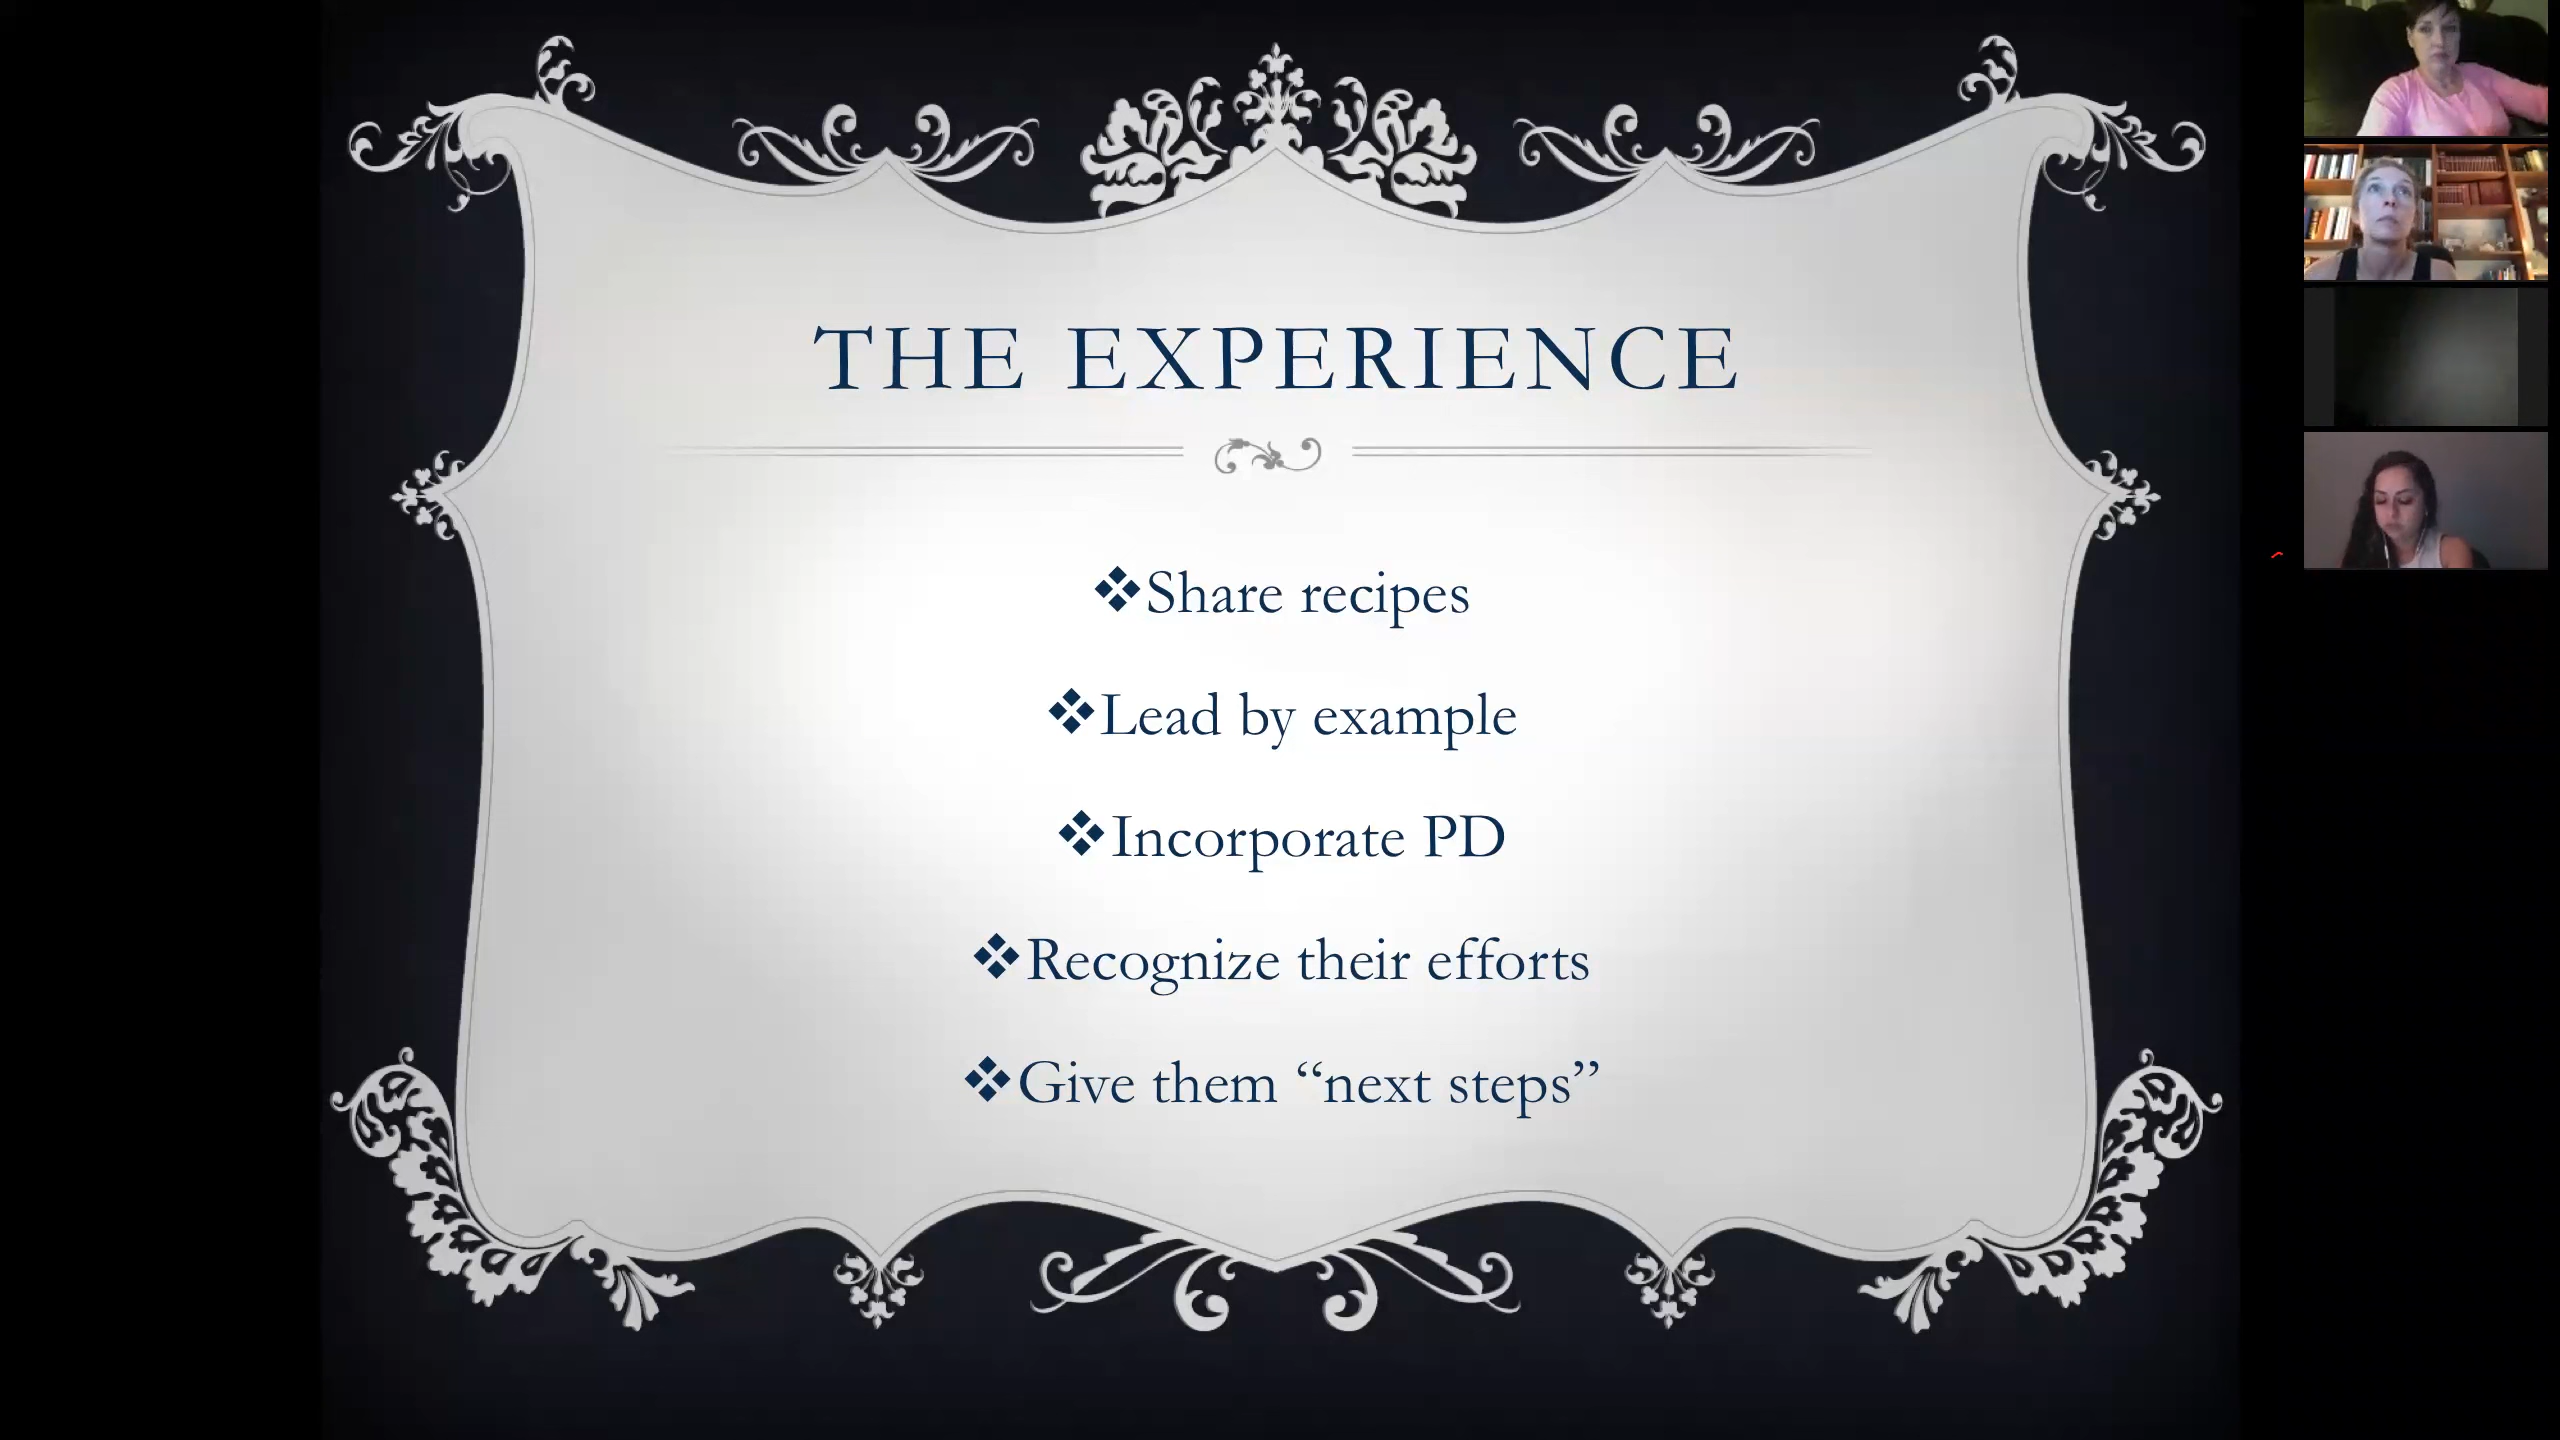 THE EXPERIENCE
❖Share recipes
❖Lead by example
❖Incorporate PD
❖Recognize their efforts
❖Give them “next steps”